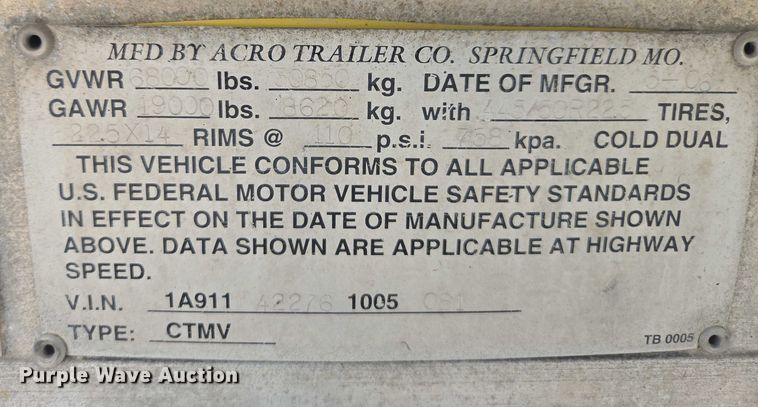 MFD BY ACRO TRAILER CO. SPRINGFIELD MO.
GVWR 68000 lbs. 30850 kg. DATE OF MFGR.
GAWR 19000 lbs. 8620 kg. with TIRES,
22.5X14 RIMS @ 110 p.s.i. 758 kpa. COLD DUAL
THIS VEHICLE CONFORMS TO ALL APPLICABLE
U.S. FEDERAL MOTOR VEHICLE SAFETY STANDARDS
IN EFFECT ON THE DATE OF MANUFACTURE SHOWN
ABOVE. DATA SHOWN ARE APPLICABLE AT HIGHWAY
SPEED.
V.I.N. 1A911 42276 1005 081
TYPE: CTMV
TB 0005
Purple Wave Auction